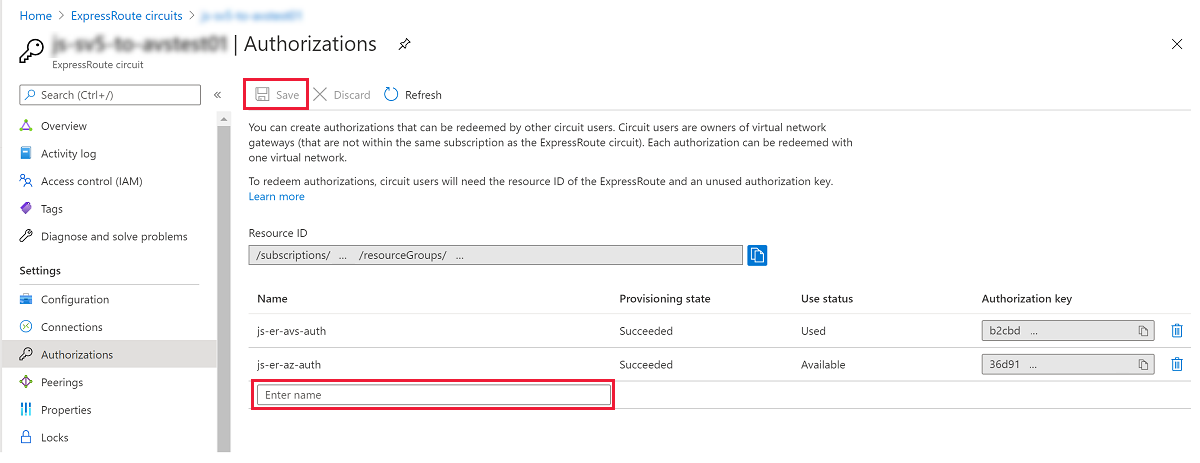 Home > ExpressRoute circuits >
| Authorizations
ExpressRoute circuit
Search (Ctrl+/)
«
Save
Discard
Refresh
Overview
Activity log
Access control (IAM)
Tags
Diagnose and solve problems
Settings
Configuration
Connections
Authorizations
Peerings
Properties
Locks
You can create authorizations that can be redeemed by other circuit users. Circuit users are owners of virtual network
gateways (that are not within the same subscription as the ExpressRoute circuit). Each authorization can be redeemed with
one virtual network.
To redeem authorizations, circuit users will need the resource ID of the ExpressRoute and an unused authorization key.
Learn more
Resource ID
/subscriptions/ ... /resourceGroups/ ...
Name Provisioning state Use status Authorization key
js-er-avs-auth Succeeded Used b2cbd ...
js-er-az-auth Succeeded Available 36d91 ...
Enter name